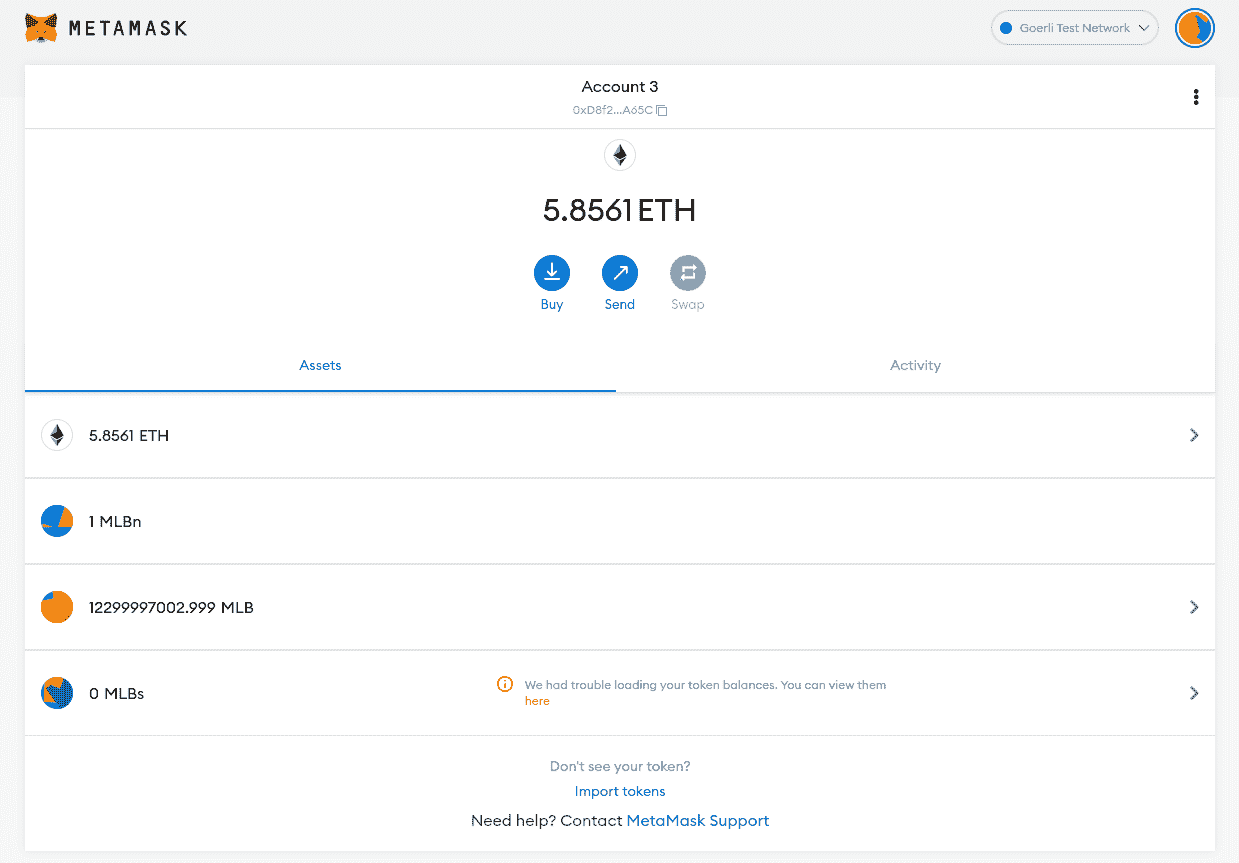 METAMASK
Goerli Test Network
Account 3
0xD8f2...A65C
5.8561 ETH
Buy
Send
Swap
Assets
Activity
5.8561 ETH
1 MLBn
12299997002.999 MLB
0 MLBs
We had trouble loading your token balances. You can view them
here
Don't see your token?
Import tokens
Need help? Contact MetaMask Support